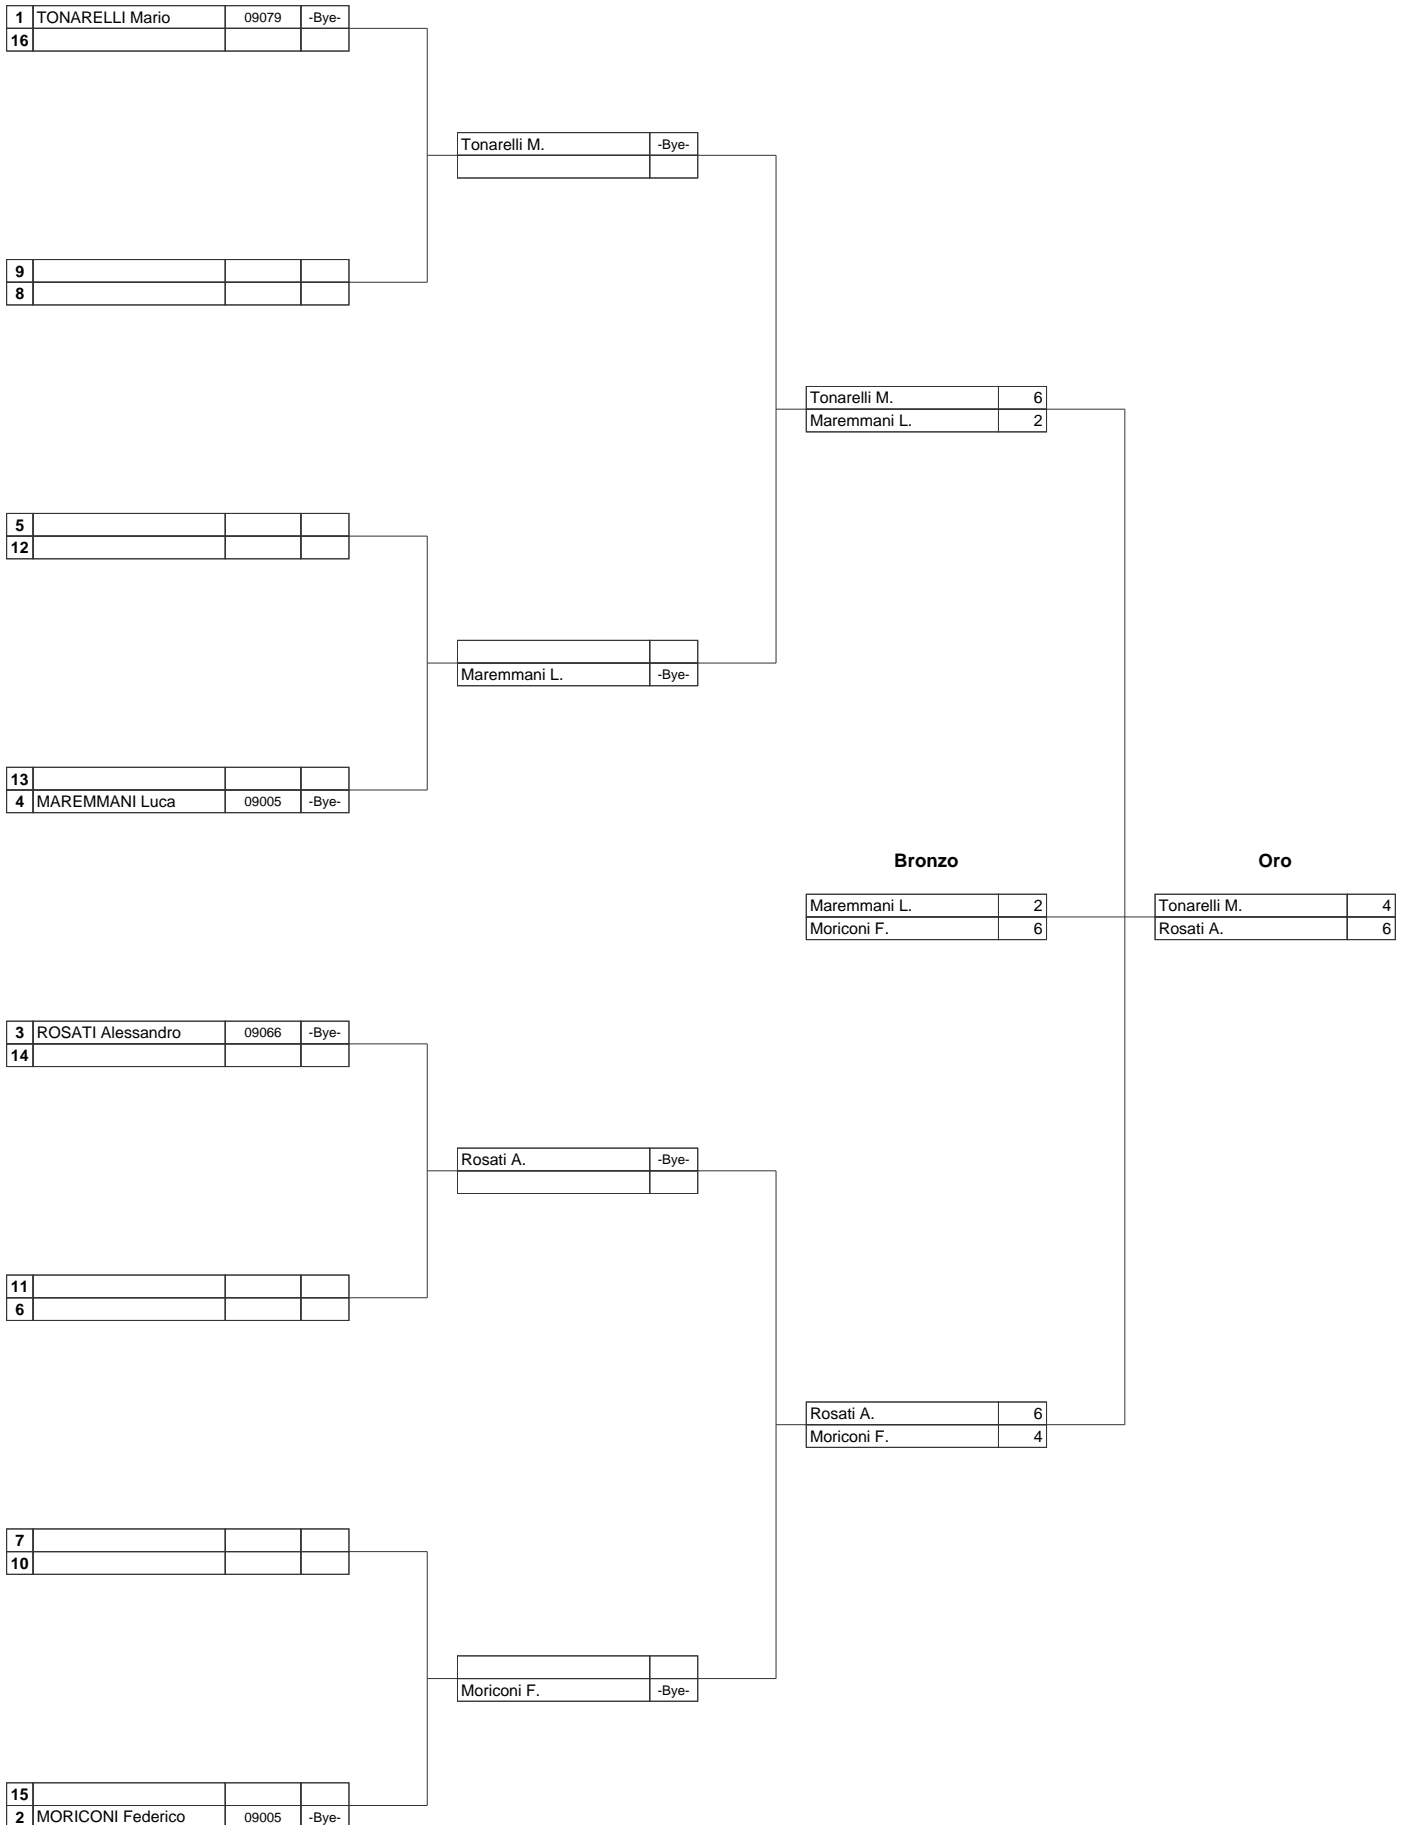 1 TONARELLI Mario 09079 -Bye-
16
Tonarelli M. -Bye-
9
8
Tonarelli M. 6
Maremmani L. 2
5
12
Maremmani L. -Bye-
13
4 MAREMMANI Luca 09005 -Bye-
Bronzo Oro
Maremmani L. 2 Tonarelli M. 4
Moriconi F. 6 Rosati A. 6
3 ROSATI Alessandro 09066 -Bye-
14
Rosati A. -Bye-
11
6
Rosati A. 6
Moriconi F. 4
7
10
Moriconi F. -Bye-
15
2 MORICONI Federico 09005 -Bye-